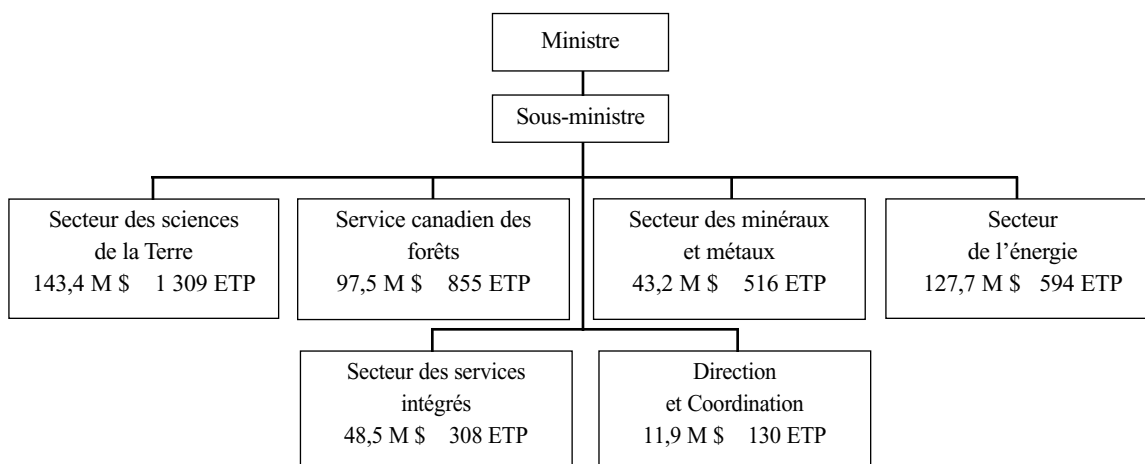 Ministre
Sous-ministre
Secteur des sciences
de la Terre
143,4 M $ 1 309 ETP
Service canadien des
forêts
97,5 M $ 855 ETP
Secteur des minéraux
et métaux
43,2 M $ 516 ETP
Secteur
de l’énergie
127,7 M $ 594 ETP
Secteur des services
intégrés
48,5 M $ 308 ETP
Direction
et Coordination
11,9 M $ 130 ETP